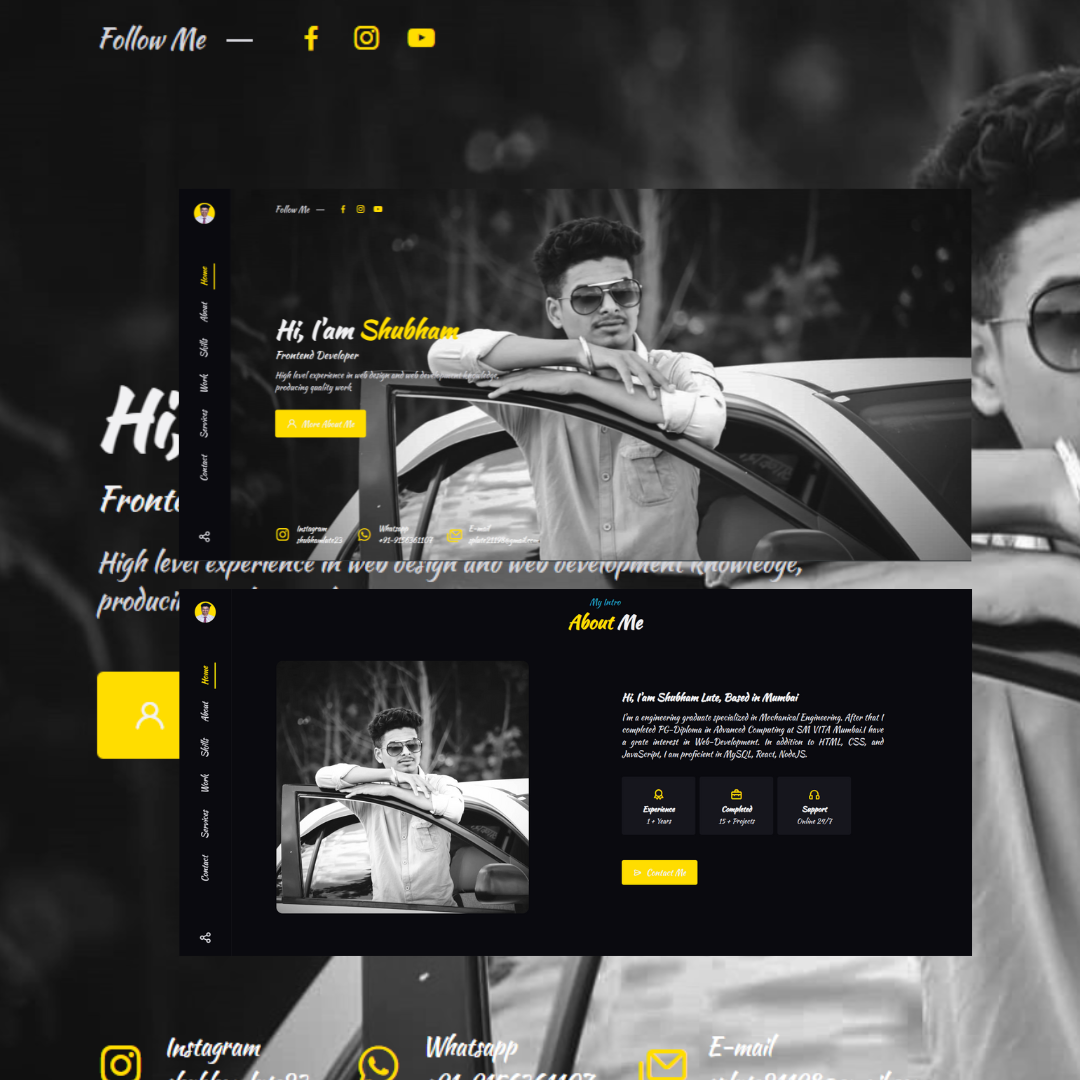 Follow Me
Follow Me
Home
About
Skills
Work
Services
Contact
Hi, I'am Shubham
Frontend Developer
High level experience in web design and web development knowledge,
producing quality work
More About Me
Instagram
shubhamlute23
Whatsapp
E-mail
Hi,
High level experience in web design and web development knowledge,
My Intro
About Me
Home
About
Skills
Work
Services
Contact
Hi, I'am Shubham Lute, Based in Mumbai
I'm a engineering graduate specialized in Mechanical Engineering. After that I
completed PG-Diploma in Advanced Computing at SM VITA Mumbai.I have
a grate interest in Web-Development. In addition to HTML, CSS, and
JavaScript, I am proficient in MySQL, React, NodeJS.
Experience
1 + Years
Completed
15 + Projects
Support
Online 24/7
Contact Me
Instagram
Whatsapp
E-mail